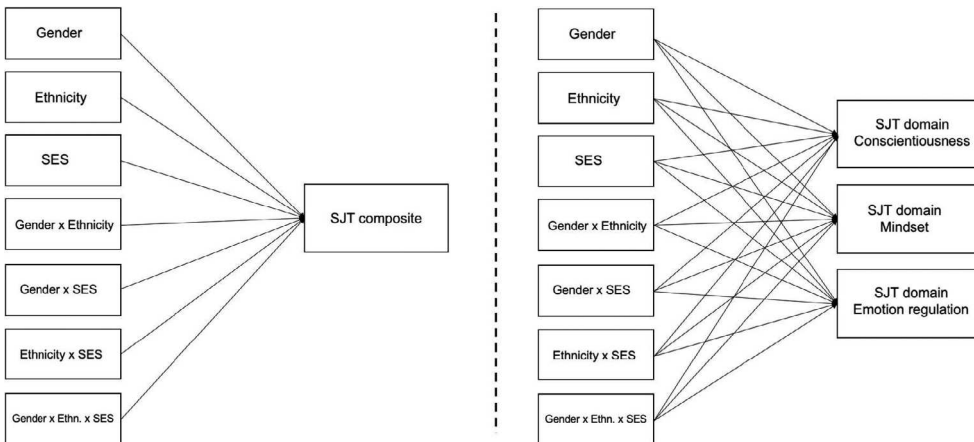 Gender
Ethnicity
SES
Gender x Ethnicity
Gender x SES
Ethnicity x SES
Gender x Ethn. x SES
SJT composite
Gender
Ethnicity
SES
Gender x Ethnicity
Gender x SES
Ethnicity x SES
Gender x Ethn. x SES
SJT domain
Conscientiousness
SJT domain
Mindset
SJT domain
Emotion regulation